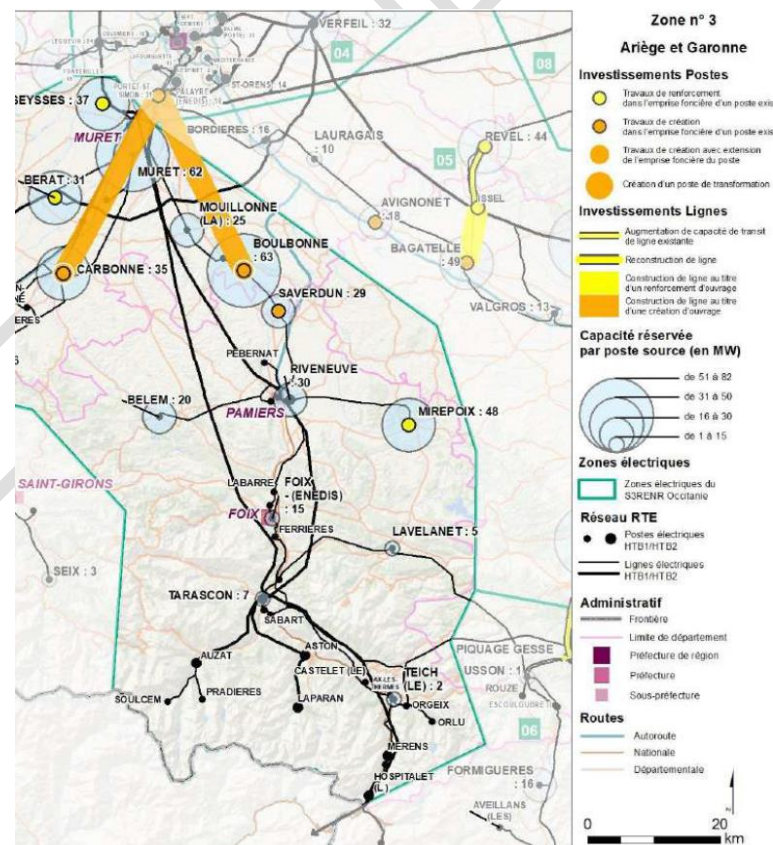 VERFEIL : 32
04
08
ST-ORENS : 14
SEYSSES : 37
MURET
BORDIERES : 16
LAURAGAIS
: 10
REVEL : 44
05
MURET : 62
BERAT : 31
ISSEL
MOUILLONNE
(LA) : 25
AVIGNONET
: 18
BOULBONNE
: 63
BAGATELLE
49
CARBONNE : 35
SAVERDUN : 29
VALGROS : 13
PEBERNAT
RIVENEUVE
: 30
BELEM : 20
PAMIERS
MIREPOIX : 48
SAINT-GIRONS
LABARRE
FOIX
- (ENEDIS)
: 15
FOIX
FERRIERES
LAVELANET : 5
SEIX : 3
TARASCON : 7
SABART
AUZAT
ASTON
CASTELET (LE)
PIQUAGE GESSE
TEICH
(LE) : 2
USSON : 1
ROUZE
SOULCEM
PRADIERES
LAPARAN
ORGEIX
ORLU
06
MERENS
HOSPITALET
(L')
FORMIGUERES
: 16
AVEILLANS
(LES)
Zone n° 3
Ariège et Garonne
Investissements Postes
Travaux de renforcement
dans l'emprise foncière d'un poste exis
Travaux de création
dans l'emprise foncière d'un poste exis
Travaux de création avec extension
de l'emprise foncière du poste
Création d'un poste de transformation
Investissements Lignes
Augmentation de capacité de transit
de ligne existante
Reconstruction de ligne
Construction de ligne au titre
d'un renforcement d'ouvrage
Construction de ligne au titre
d'une création d'ouvrage
Capacité réservée
par poste source (en MW)
de 51 à 82
de 31 à 50
de 16 à 30
de 1 à 15
Zones électriques
Zones électriques du
S3RENR Occitanie
Réseau RTE
Postes électriques
HTB1/HTB2
Lignes électriques
HTB1/HTB2
Administratif
Frontière
Limite de département
Préfecture de région
Préfecture
Sous-préfecture
Routes
Autoroute
Nationale
Départementale
0
20
km